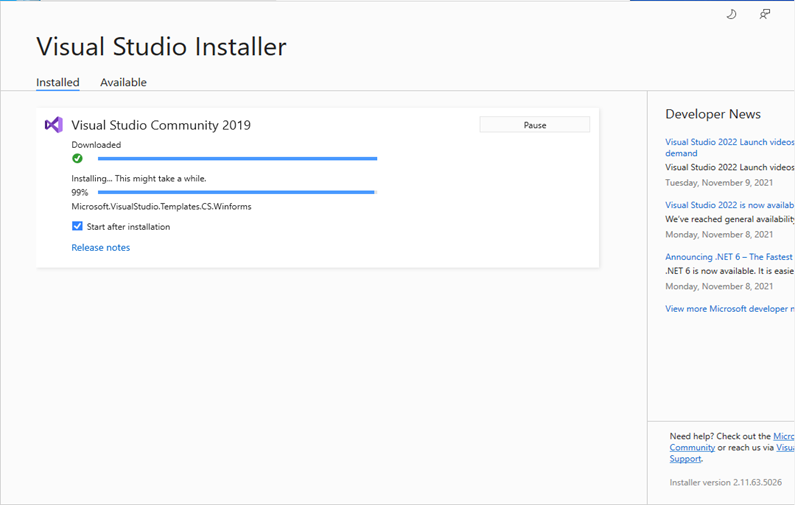 Visual Studio Installer
Installed Available
Visual Studio Community 2019
Pause
Downloaded
Installing... This might take a while.
99%
Microsoft.VisualStudio.Templates.CS.Winforms
Start after installation
Release notes
Developer News
Visual Studio 2022 Launch videos
demand
Visual Studio 2022 Launch videos
Tuesday, November 9, 2021
Visual Studio 2022 is now availab
We've reached general availability
Monday, November 8, 2021
Announcing .NET 6 – The Fastest
.NET 6 is now available. It is easie
Monday, November 8, 2021
View more Microsoft developer n
Need help? Check out the Micro
Community or reach us via Visua
Support.
Installer version 2.11.63.5026